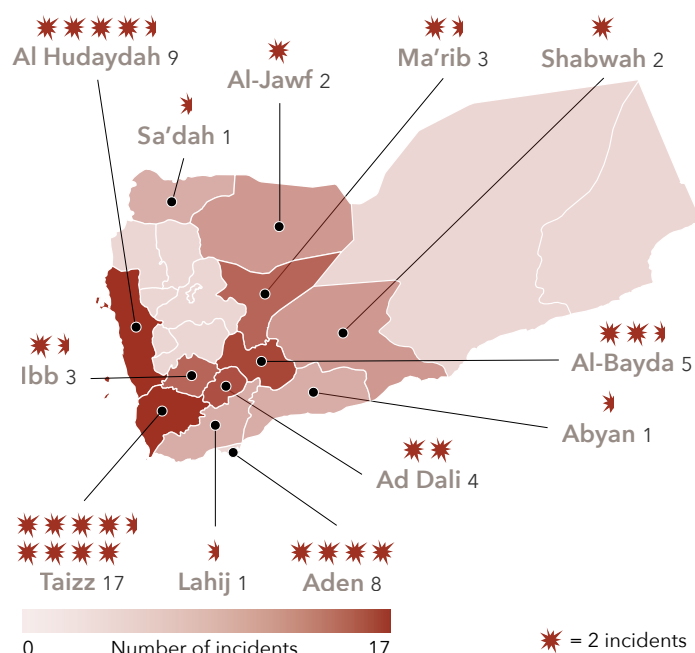 Al Hudaydah 9
Al-Jawf 2
Ma’rib 3
Shabwah 2
Sa’dah 1
Ibb 3
Al-Bayda 5
Abyan 1
Ad Dali 4
Taizz 17
Lahij 1
Aden 8
0 Number of incidents 17
= 2 incidents